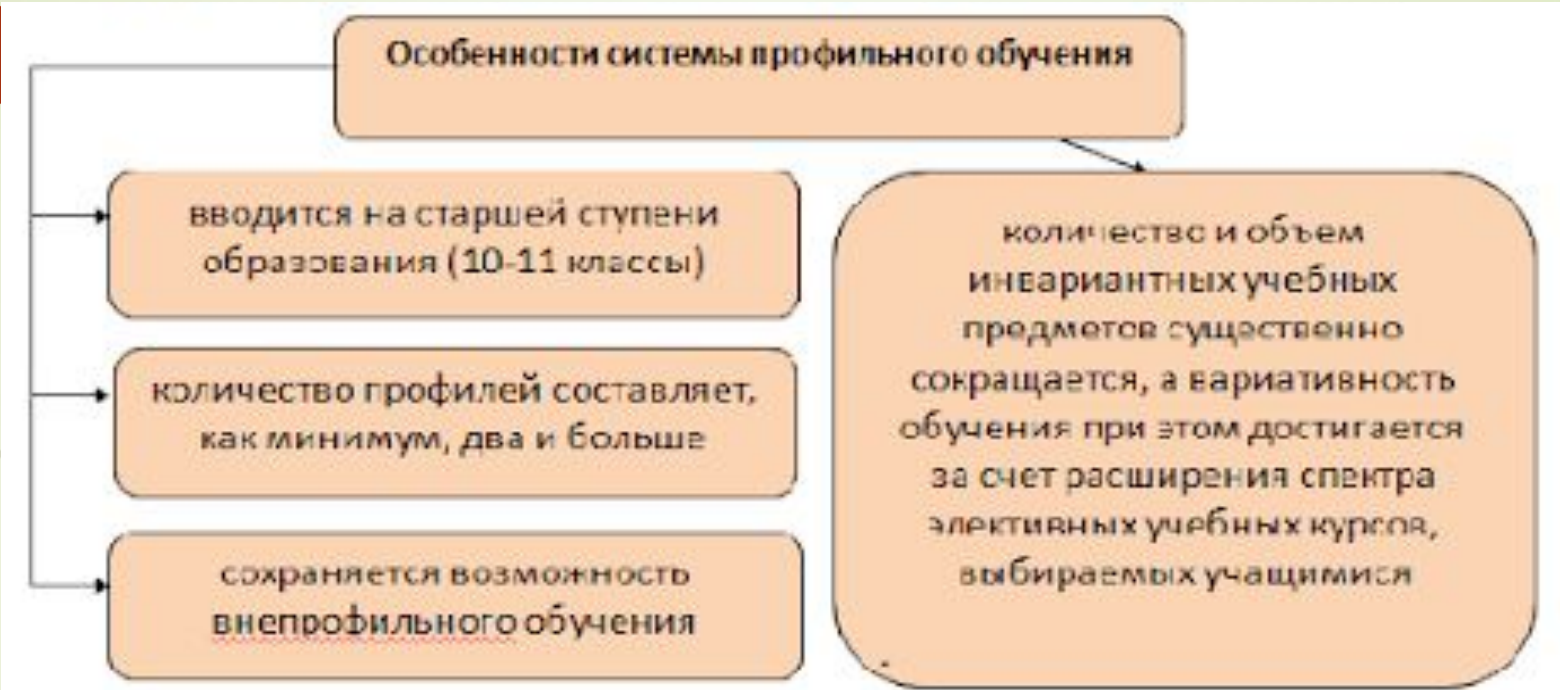 Особенности системы профильного обучения
вводится на старшей ступени
образования (10-11 классы)
количество профилей составляет,
как минимум, два и больше
сохраняется возможность
внепрофильного обучения
количество и объем
инвариантных учебных
предметов существенно
сокращается, а вариативность
обучения при этом достигается
за счет расширения спектра
элективных учебных курсов,
выбираемых учащимися
.